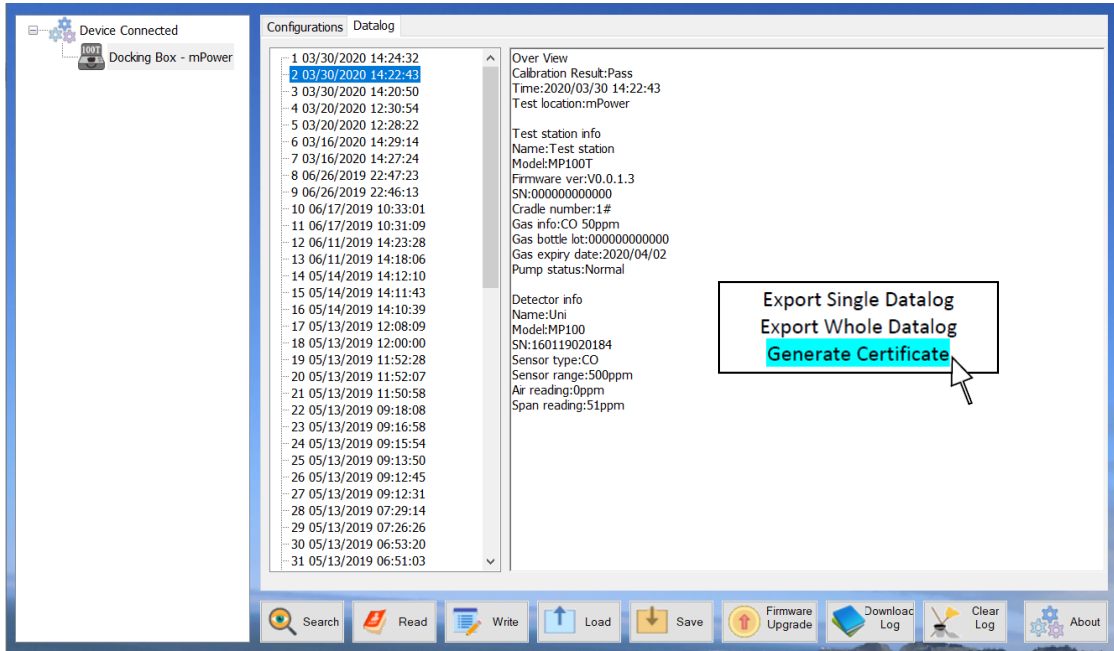 Device Connected
100T
Docking Box - mPower
Configurations
Datalog
1 03/30/2020 14:24:32
2 03/30/2020 14:22:43
3 03/30/2020 14:20:50
4 03/20/2020 12:30:54
5 03/20/2020 12:28:22
6 03/16/2020 14:29:14
7 03/16/2020 14:27:24
8 06/26/2019 22:47:23
9 06/26/2019 22:46:13
10 06/17/2019 10:33:01
11 06/17/2019 10:31:09
12 06/11/2019 14:23:28
13 06/11/2019 14:18:06
14 05/14/2019 14:12:10
15 05/14/2019 14:11:43
16 05/14/2019 14:10:39
17 05/13/2019 12:08:09
18 05/13/2019 12:00:00
19 05/13/2019 11:52:28
20 05/13/2019 11:52:07
21 05/13/2019 11:50:58
22 05/13/2019 09:18:08
23 05/13/2019 09:16:58
24 05/13/2019 09:15:54
25 05/13/2019 09:13:50
26 05/13/2019 09:12:45
27 05/13/2019 09:12:31
28 05/13/2019 07:29:14
29 05/13/2019 07:26:26
30 05/13/2019 06:53:20
31 05/13/2019 06:51:03
Over View
Calibration Result:Pass
Time:2020/03/30 14:22:43
Test location:mPower
Test station info
Name:Test station
Model:MP100T
Firmware ver:V0.0.1.3
SN:000000000000
Cradle number:1#
Gas info:CO 50ppm
Gas bottle lot:000000000000
Gas expiry date:2020/04/02
Pump status:Normal
Detector info
Name:Uni
Model:MP100
SN:160119020184
Sensor type:CO
Sensor range:500ppm
Air reading:0ppm
Span reading:51ppm
Export Single Datalog
Export Whole Datalog
Generate Certificate
Search
Read
Write
Load
Save
Firmware
Upgrade
Download
Log
Clear
Log
About